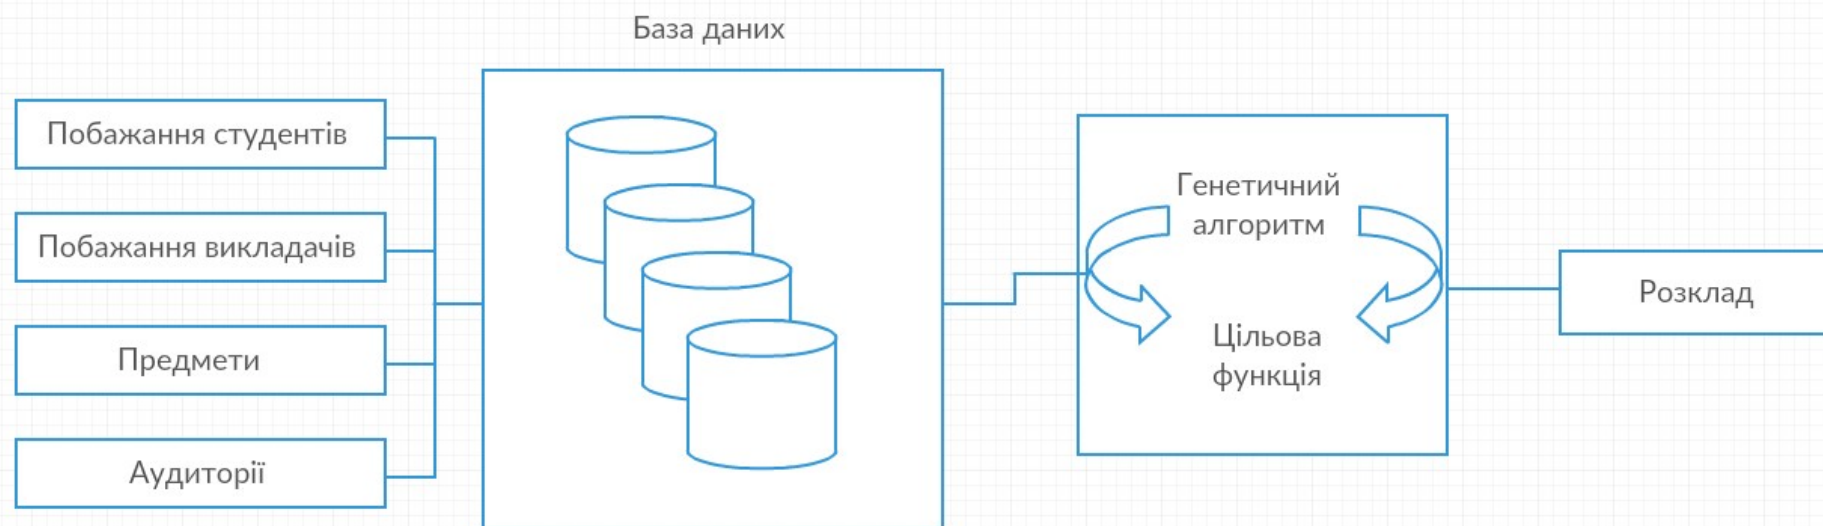 База даних
Побажання студентів
Побажання викладачів
Предмети
Аудиторії
Генетичний
алгоритм
Цільова
функція
Розклад